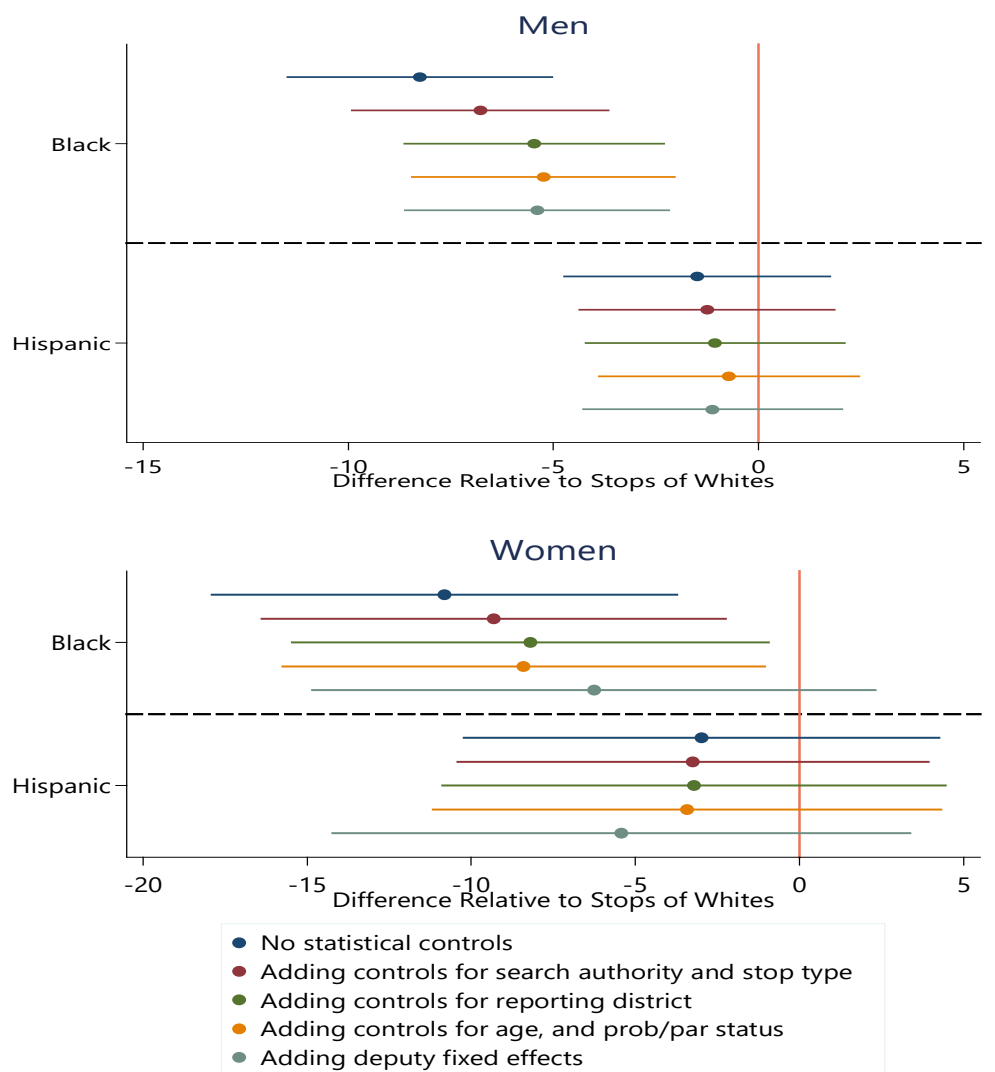 Men
Black
Hispanic
-15 -10 -5 0 5
Difference Relative to Stops of Whites
Women
Black
Hispanic
-20 -15 -10 -5 0 5
Difference Relative to Stops of Whites
No statistical controls
Adding controls for search authority and stop type
Adding controls for reporting district
Adding controls for age, and prob/par status
Adding deputy fixed effects